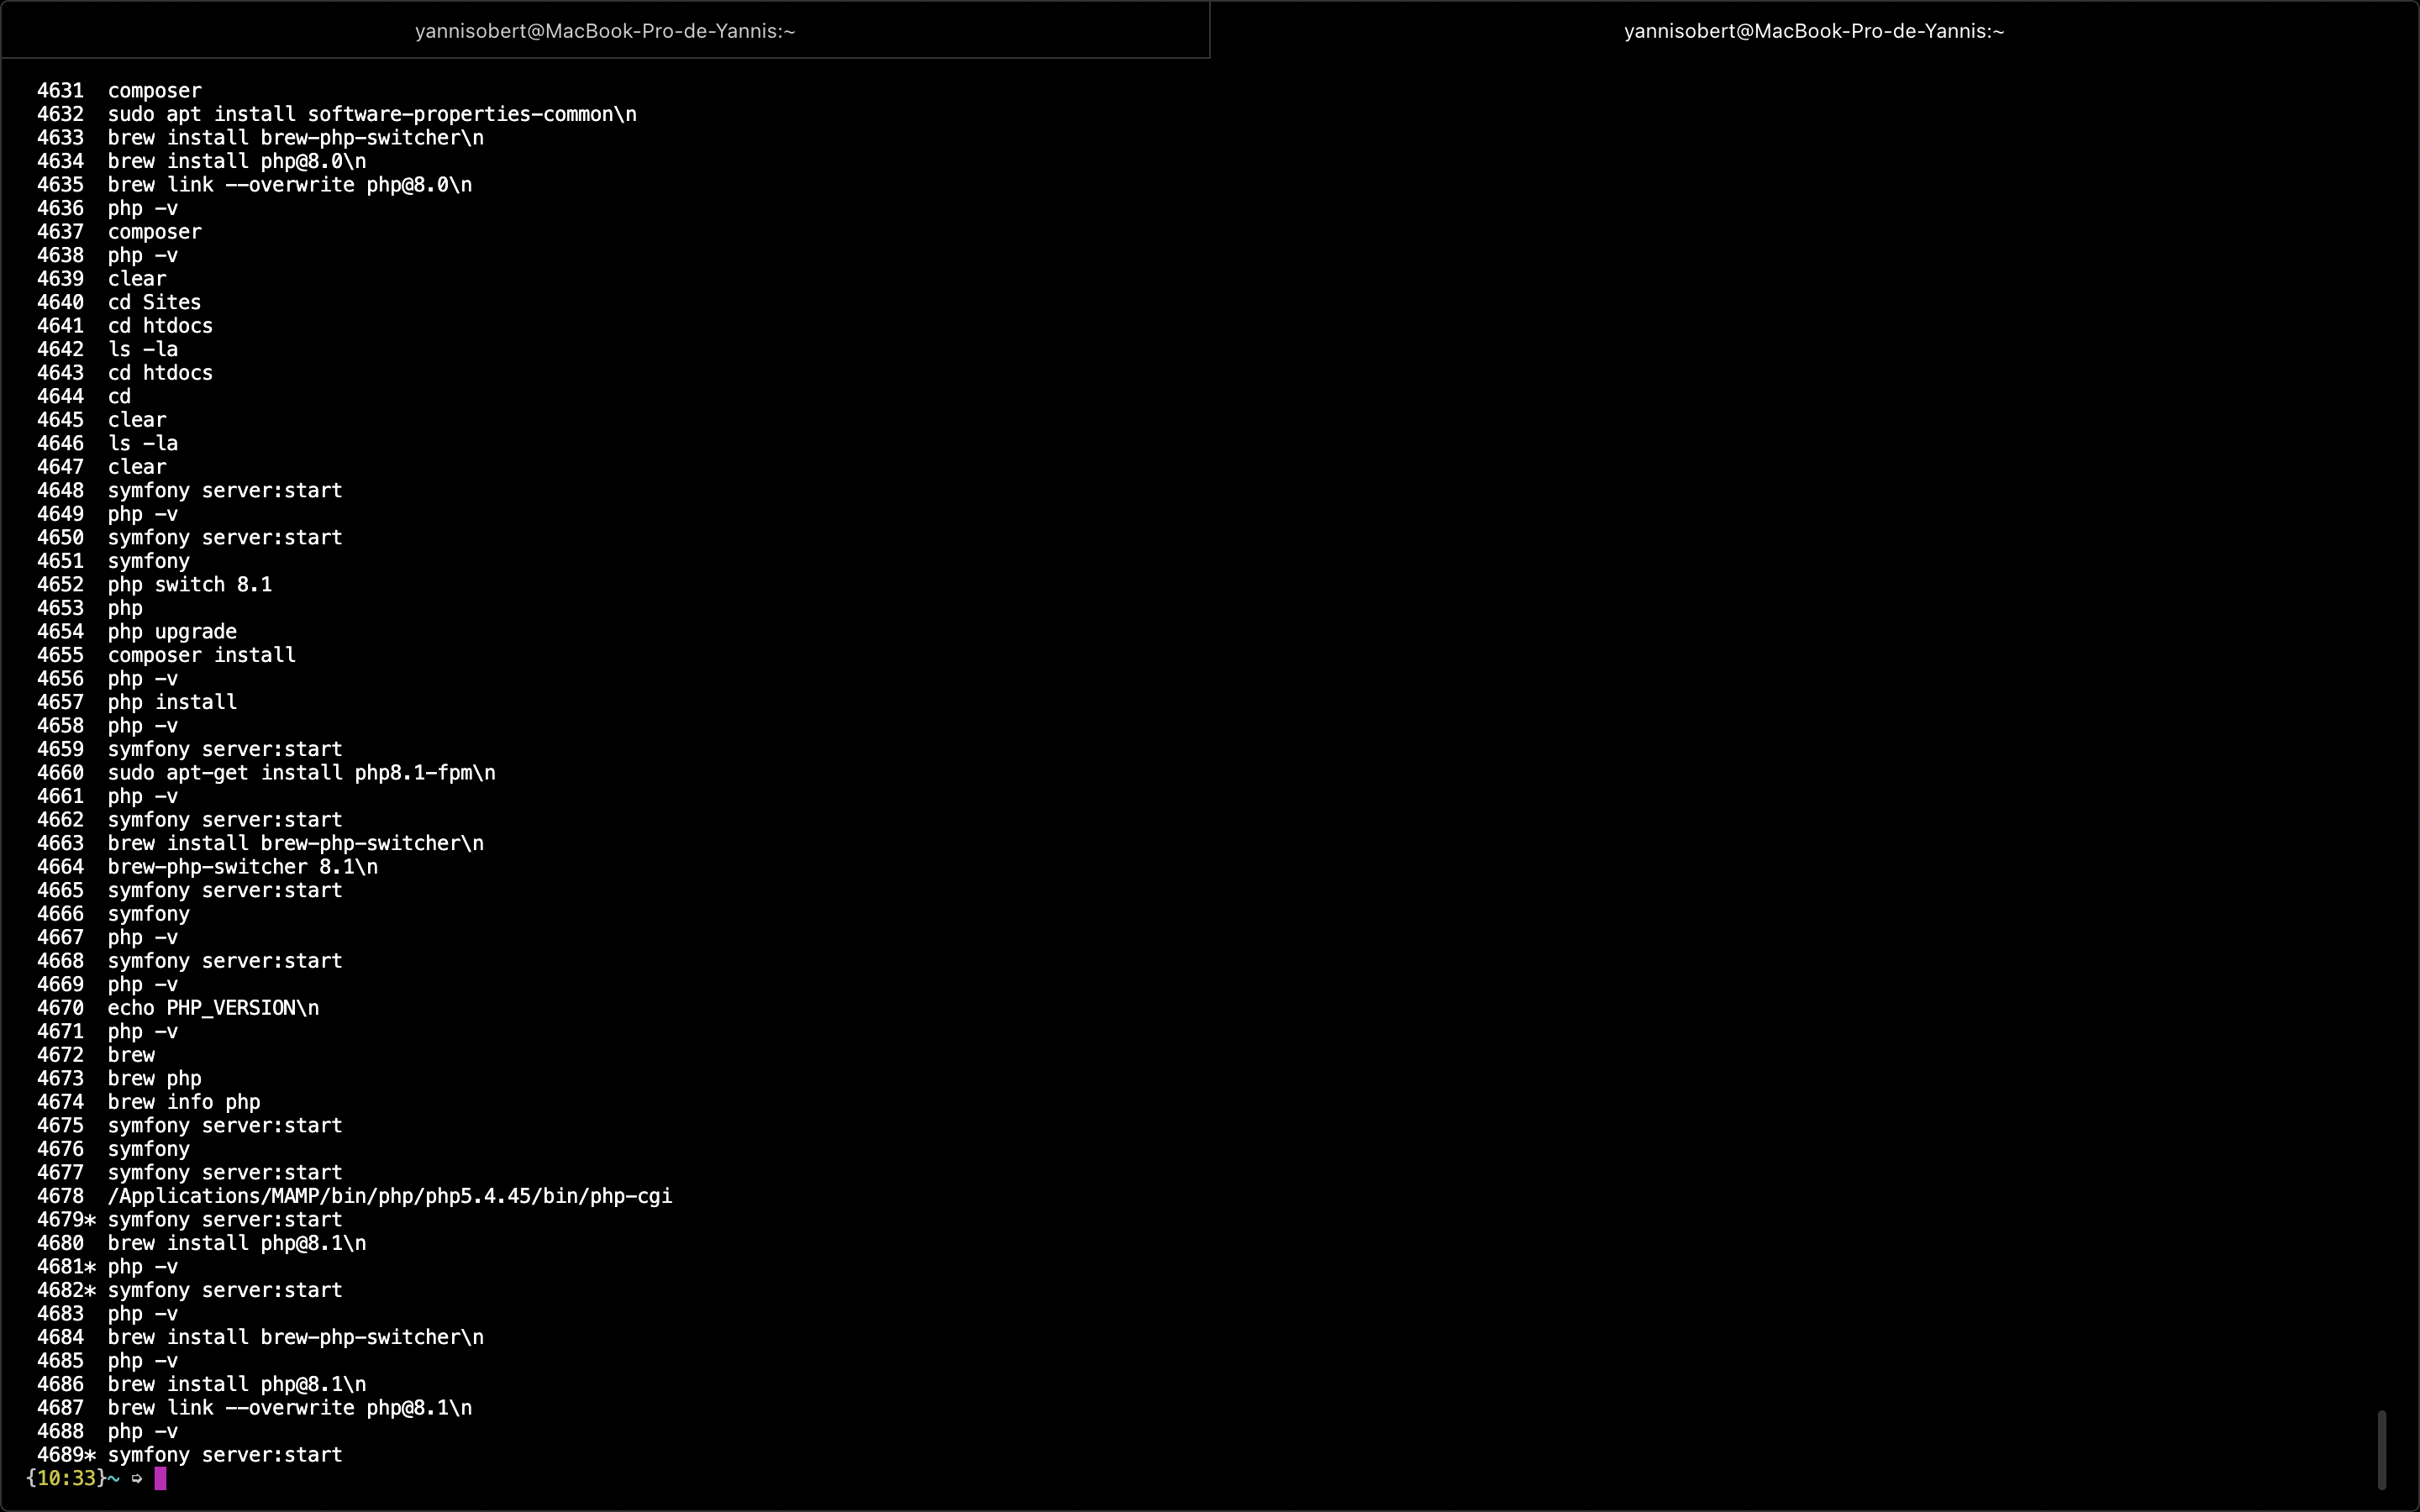 yannisobert@MacBook-Pro-de-Yannis:~
yannisobert@MacBook-Pro-de-Yannis:~
4631 composer
4632 sudo apt install software-properties-common\n
4633 brew install brew-php-switcher\n
4634 brew install php@8.0\n
4635 brew link --overwrite php@8.0\n
4636 php -v
4637 composer
4638 php -v
4639 clear
4640 cd Sites
4641 cd htdocs
4642 ls -la
4643 cd htdocs
4644 cd
4645 clear
4646 ls -la
4647 clear
4648 symfony server:start
4649 php -v
4650 symfony server:start
4651 symfony
4652 php switch 8.1
4653 php
4654 php upgrade
4655 composer install
4656 php -v
4657 php install
4658 php -v
4659 symfony server:start
4660 sudo apt-get install php8.1-fpm\n
4661 php -v
4662 symfony server:start
4663 brew install brew-php-switcher\n
4664 brew-php-switcher 8.1\n
4665 symfony server:start
4666 symfony
4667 php -v
4668 symfony server:start
4669 php -v
4670 echo PHP_VERSION\n
4671 php -v
4672 brew
4673 brew php
4674 brew info php
4675 symfony server:start
4676 symfony
4677 symfony server:start
4678 /Applications/MAMP/bin/php/php5.4.45/bin/php-cgi
4679* symfony server:start
4680 brew install php@8.1\n
4681* php -v
4682* symfony server:start
4683 php -v
4684 brew install brew-php-switcher\n
4685 php -v
4686 brew install php@8.1\n
4687 brew link --overwrite php@8.1\n
4688 php -v
4689* symfony server:start
{10:33}~ ➩